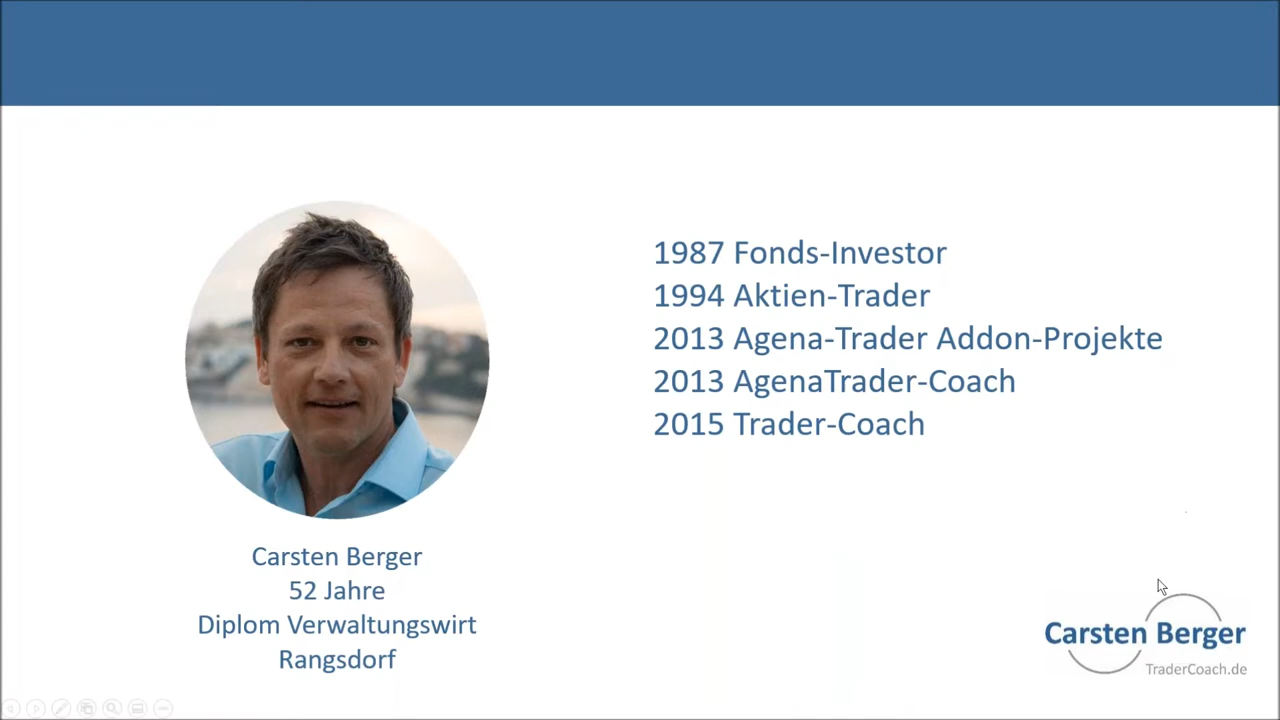 1987 Fonds-Investor
1994 Aktien-Trader
2013 Agena-Trader Addon-Projekte
2013 AgenaTrader-Coach
2015 Trader-Coach
Carsten Berger
52 Jahre
Diplom Verwaltungswirt
Rangsdorf
Carsten Berger
TraderCoach.de